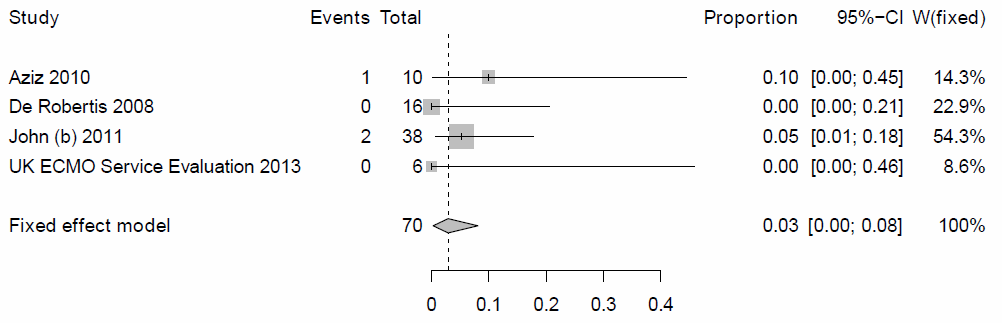 Study Events Total Proportion 95%−CI W(fixed)
Aziz 2010 1 10 0.10 [0.00; 0.45] 14.3%
De Robertis 2008 0 16 0.00 [0.00; 0.21] 22.9%
John (b) 2011 2 38 0.05 [0.01; 0.18] 54.3%
UK ECMO Service Evaluation 2013 0 6 0.00 [0.00; 0.46] 8.6%
Fixed effect model 70 0.03 [0.00; 0.08] 100%
0 0.1 0.2 0.3 0.4